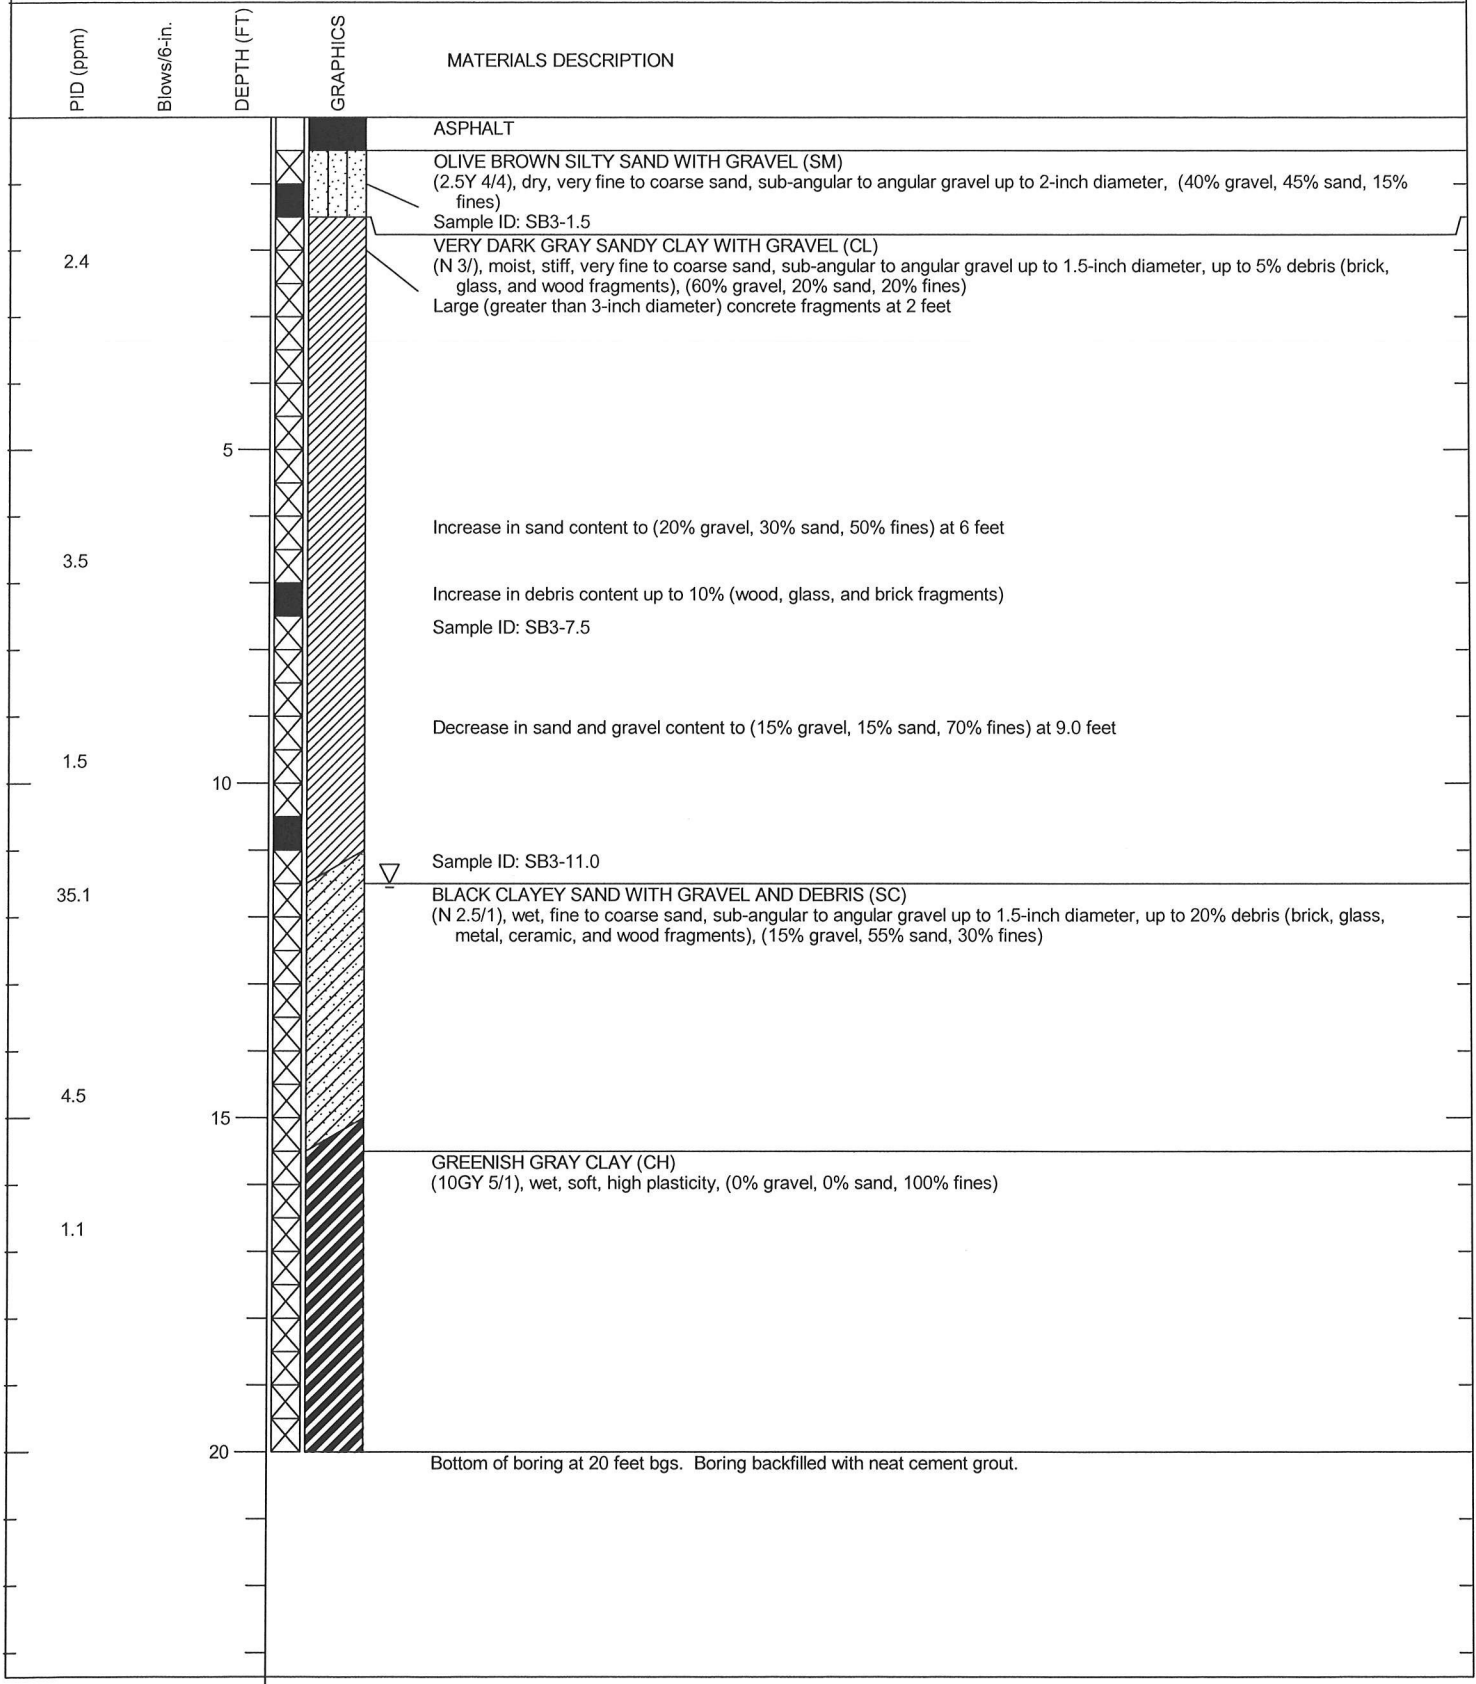 PID (ppm)
Blows/6-in.
DEPTH (FT)
GRAPHICS
MATERIALS DESCRIPTION
ASPHALT
OLIVE BROWN SILTY SAND WITH GRAVEL (SM)
(2.5Y 4/4), dry, very fine to coarse sand, sub-angular to angular gravel up to 2-inch diameter, (40% gravel, 45% sand, 15%
fines)
Sample ID: SB3-1.5
VERY DARK GRAY SANDY CLAY WITH GRAVEL (CL)
2.4
(N 3/), moist, stiff, very fine to coarse sand, sub-angular to angular gravel up to 1.5-inch diameter, up to 5% debris (brick,
glass, and wood fragments), (60% gravel, 20% sand, 20% fines)
Large (greater than 3-inch diameter) concrete fragments at 2 feet
5
Increase in sand content to (20% gravel, 30% sand, 50% fines) at 6 feet
3.5
Increase in debris content up to 10% (wood, glass, and brick fragments)
Sample ID: SB3-7.5
Decrease in sand and gravel content to (15% gravel, 15% sand, 70% fines) at 9.0 feet
1.5
10
Sample ID: SB3-11.0
35.1
BLACK CLAYEY SAND WITH GRAVEL AND DEBRIS (SC)
(N 2.5/1), wet, fine to coarse sand, sub-angular to angular gravel up to 1.5-inch diameter, up to 20% debris (brick, glass,
metal, ceramic, and wood fragments), (15% gravel, 55% sand, 30% fines)
4.5
15
GREENISH GRAY CLAY (CH)
(10GY 5/1), wet, soft, high plasticity, (0% gravel, 0% sand, 100% fines)
1.1
20
Bottom of boring at 20 feet bgs. Boring backfilled with neat cement grout.